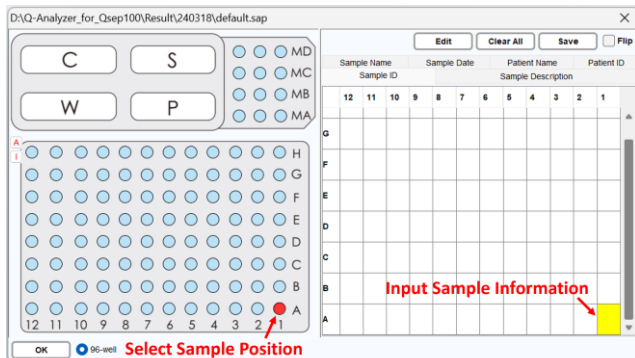 D:\Q-Analyzer_for_Qsep100\Result\240318\default.sap
C S
W P
MD
MC
MB
MA
Edit Clear All Save Flip
Sample Name Sample Date Patient Name Patient ID
Sample ID Sample Description
12 11 10 9 8 7 6 5 4 3 2 1
G
F
E
D
C
B
A
A
I
H
G
F
E
D
C
B
A
12 11 10 9 8 7 6 5 4 3 2 1
Input Sample Information
OK 96-well Select Sample Position